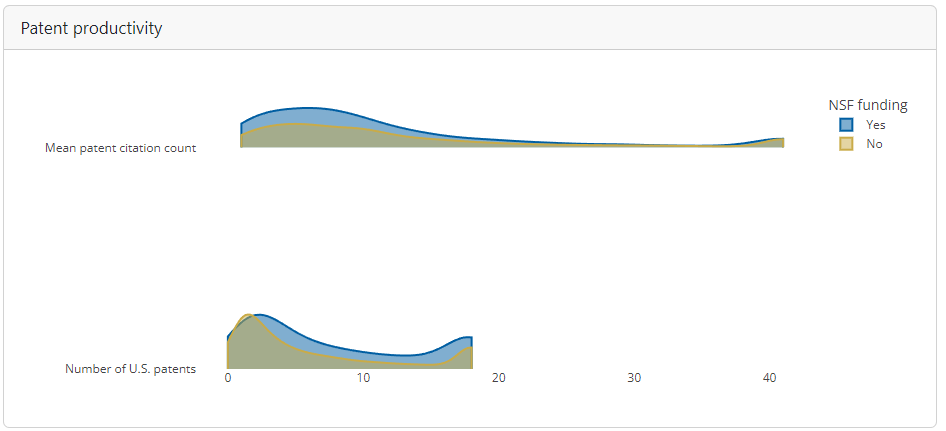 Patent productivity
NSF funding
Yes
No
Mean patent citation count
Number of U.S. patents
0 10 20 30 40